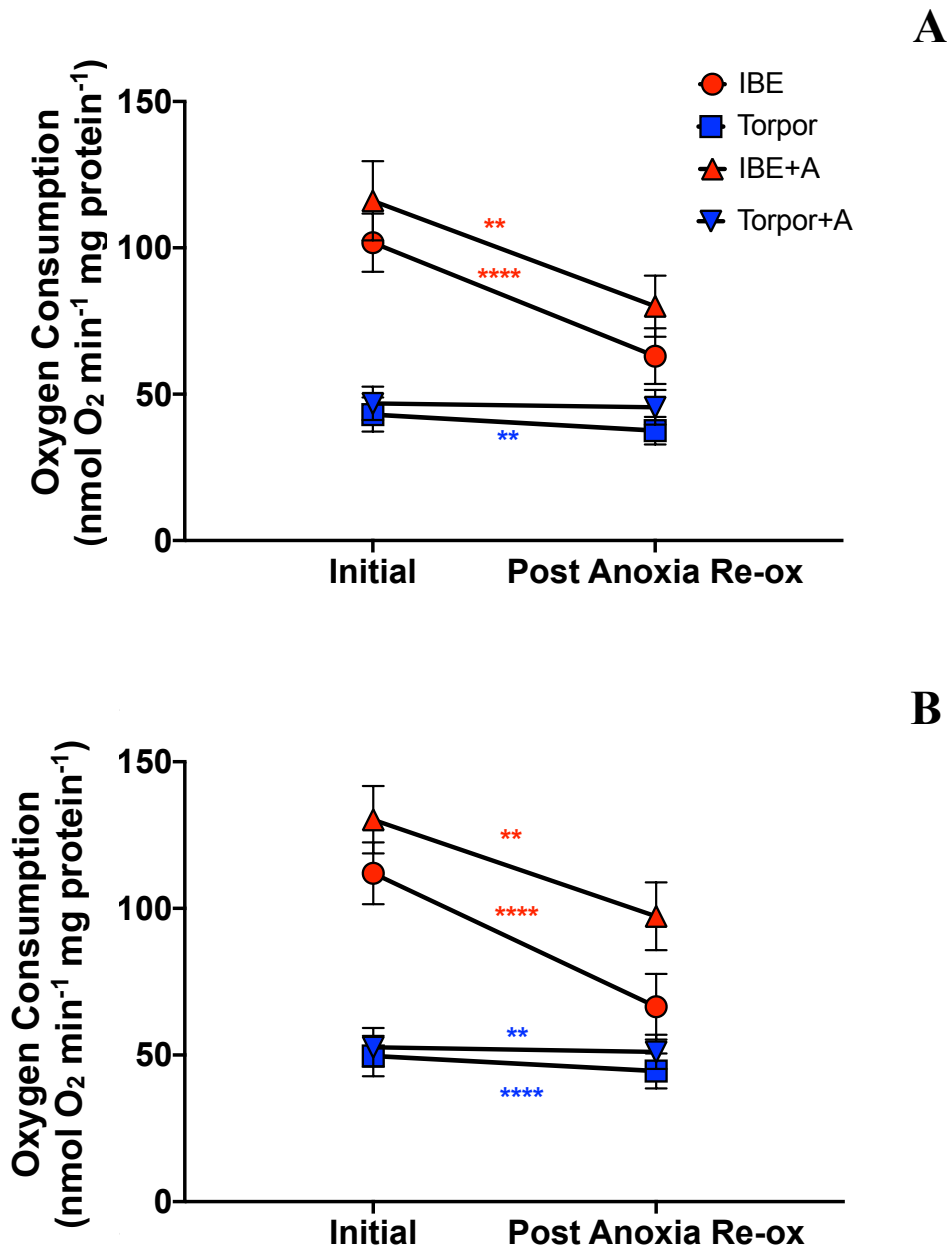 A
IBE
Torpor
IBE+A
Torpor+A
Oxygen Consumption
(nmol O₂ min⁻¹ mg protein⁻¹)
150
100
50
0
**
****
**
Initial
Post Anoxia Re-ox
B
Oxygen Consumption
(nmol O₂ min⁻¹ mg protein⁻¹)
150
100
50
0
**
****
**
****
Initial
Post Anoxia Re-ox